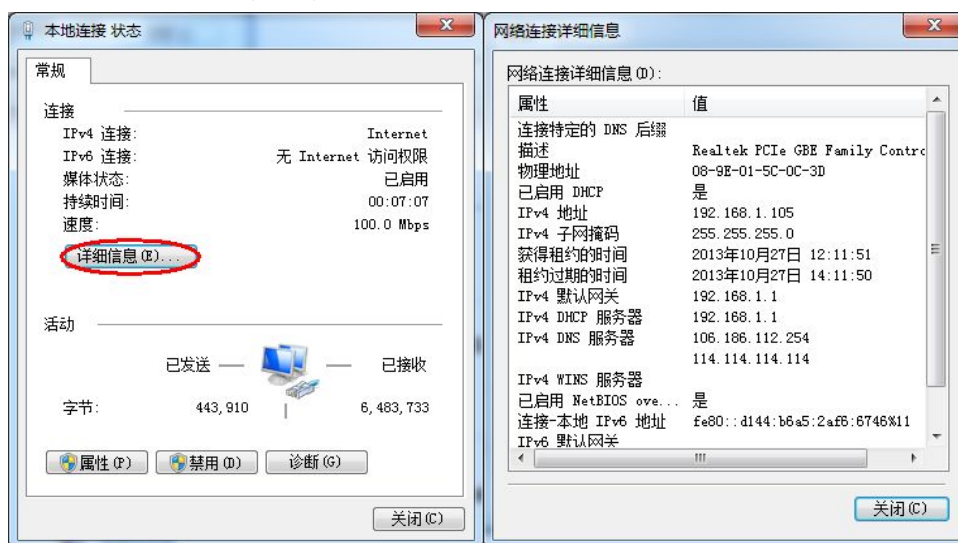 本地连接 状态
常规
连接
IPv4 连接: Internet
IPv6 连接: 无 Internet 访问权限
媒体状态: 已启用
持续时间: 00:07:07
速度: 100.0 Mbps
详细信息(E)...
活动
已发送 — — 已接收
字节: 443,910 | 6,483,733
属性(P) 禁用(D) 诊断(G)
关闭(C)
网络连接详细信息
网络连接详细信息(D):
属性 值
连接特定的 DNS 后缀
描述 Realtek PCIe GBE Family Contro
物理地址 08-9E-01-5C-0C-3D
已启用 DHCP 是
IPv4 地址 192.168.1.105
IPv4 子网掩码 255.255.255.0
获得租约的时间 2013年10月27日 12:11:51
租约过期的时间 2013年10月27日 14:11:50
IPv4 默认网关 192.168.1.1
IPv4 DHCP 服务器 192.168.1.1
IPv4 DNS 服务器 106.186.112.254
114.114.114.114
IPv4 WINS 服务器
已启用 NetBIOS ove... 是
连接-本地 IPv6 地址 fe80::d144:b6a5:2af6:6746%11
IPv6 默认网关
关闭(C)